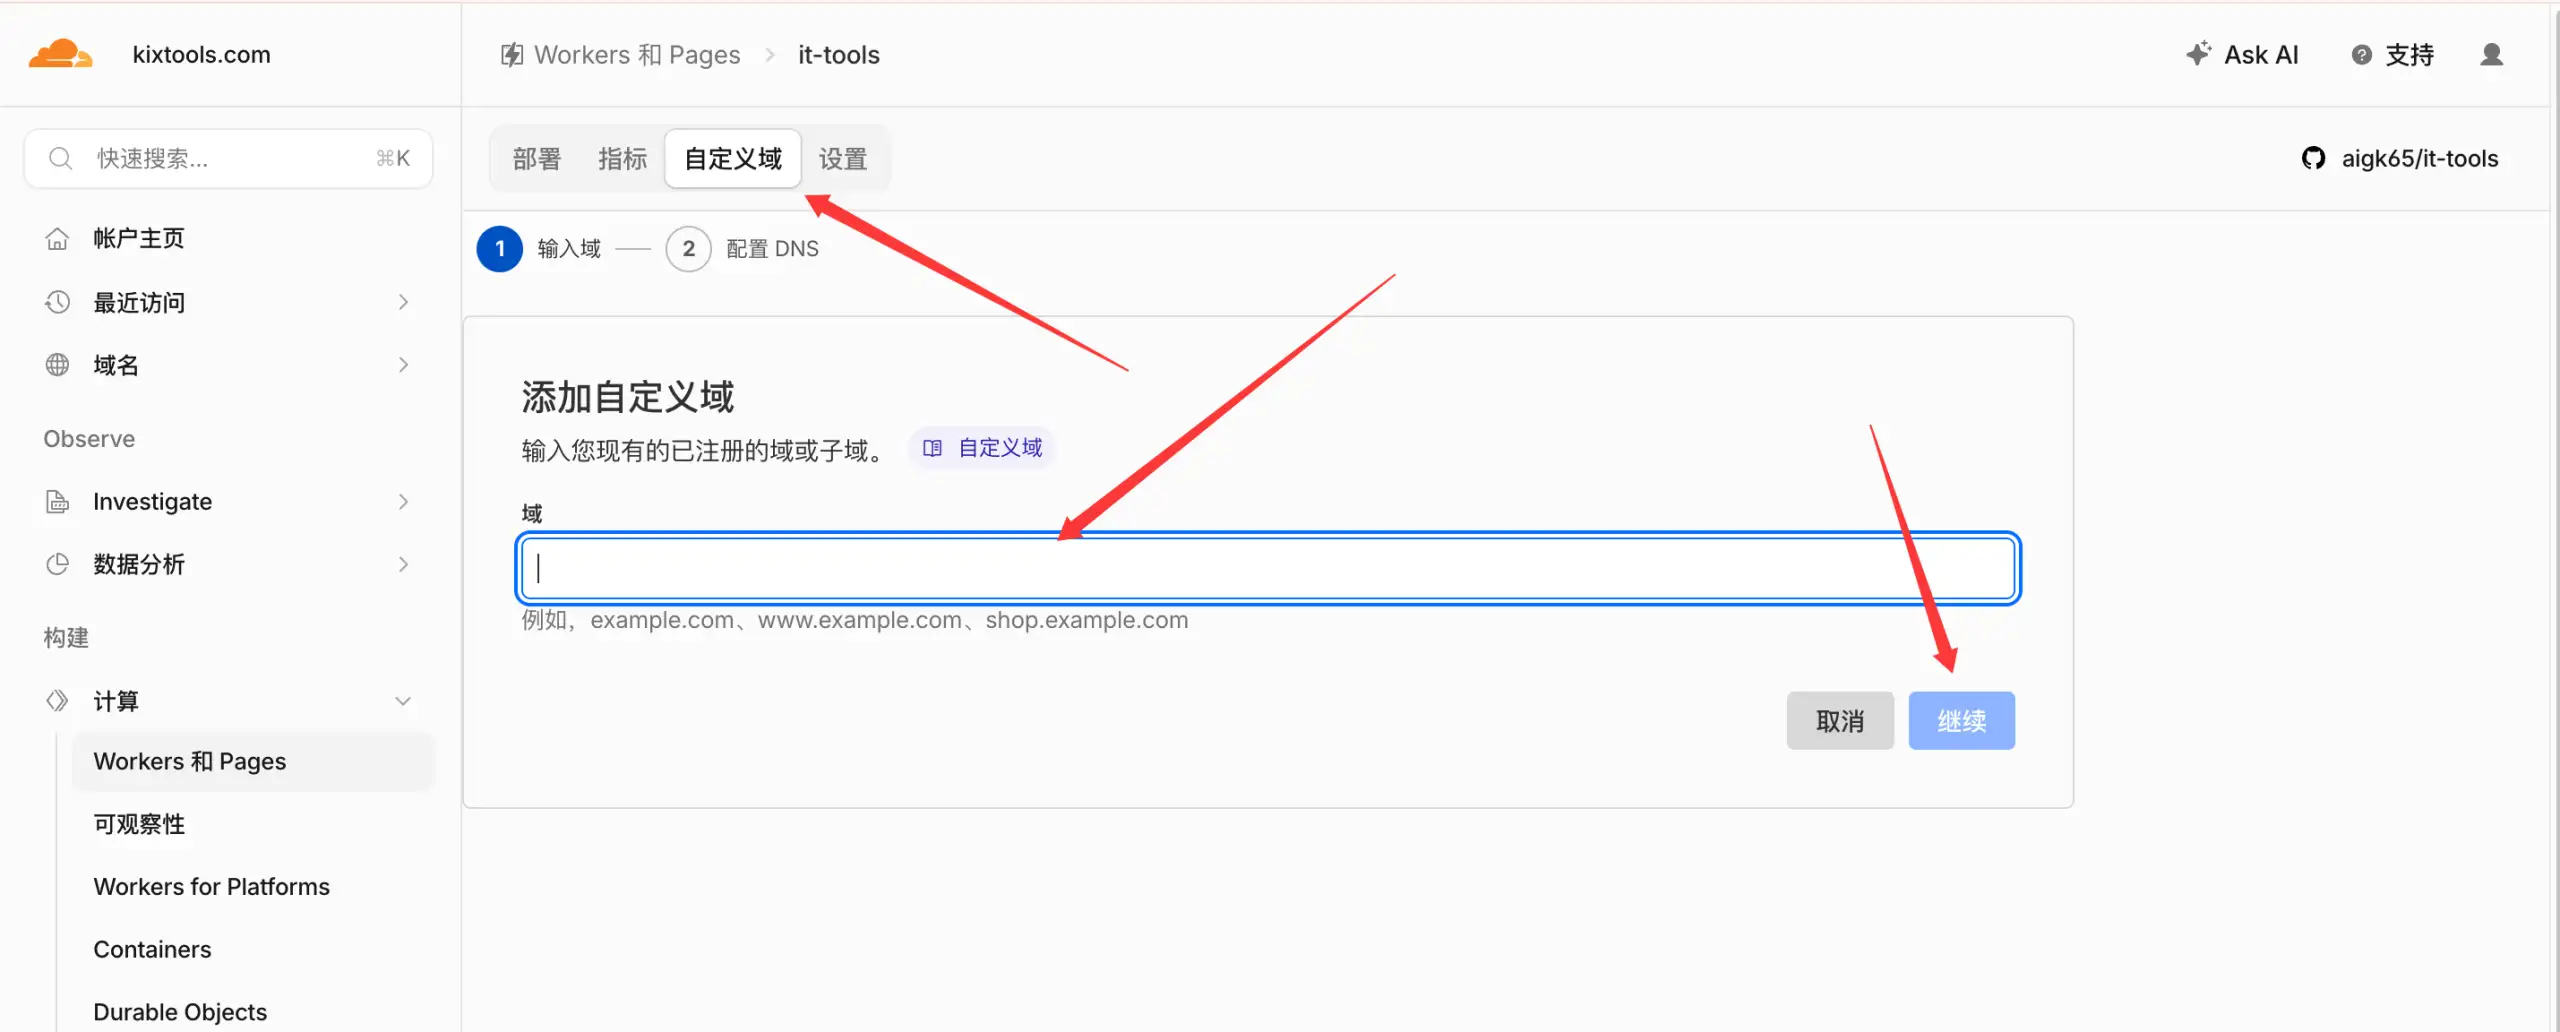 kixtools.com
Workers 和 Pages
it-tools
Ask AI
支持
快速搜索...
⌘K
部署
指标
自定义域
设置
aigk65/it-tools
帐户主页
最近访问
域名
Observe
Investigate
数据分析
构建
计算
Workers 和 Pages
可观察性
Workers for Platforms
Containers
Durable Objects
1 输入域
2 配置 DNS
添加自定义域
输入您现有的已注册的域或子域。 自定义域
域
例如，example.com、www.example.com、shop.example.com
取消
继续